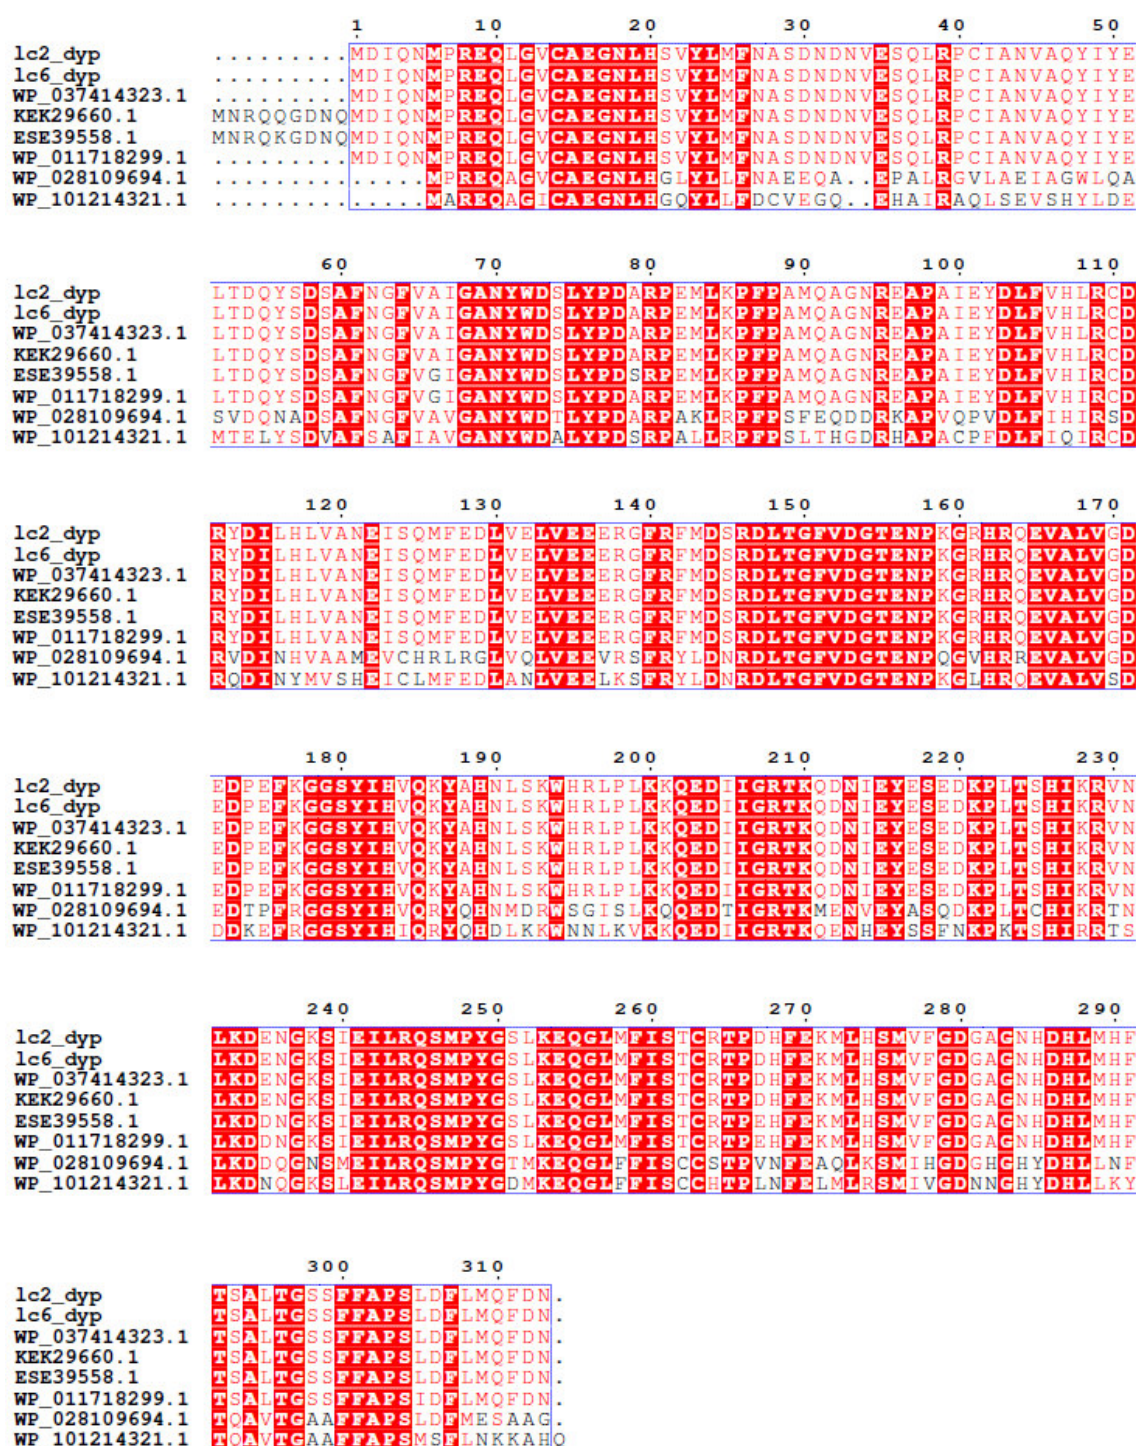 1 10 20 30 40 50
lc2_dyp .........MDIQNMPREQLGVCAEGNLHSVYLMFNASDNDNVESQLRPCIANVAQYIYE
lc6_dyp .........MDIQNMPREQLGVCAEGNLHSVYLMFNASDNDNVESQLRPCIANVAQYIYE
WP_037414323.1 .........MDIQNMPREQLGVCAEGNLHSVYLMFNASDNDNVESQLRPCIANVAQYIYE
KEK29660.1 MNRQQGDNQMDIQNMPREQLGVCAEGNLHSVYLMFNASDNDNVESQLRPCIANVAQYIYE
ESE39558.1 MNRQKGDNQMDIQNMPREQLGVCAEGNLHSVYLMFNASDNDNVESQLRPCIANVAQYIYE
WP_011718299.1 .........MDIQNMPREQLGVCAEGNLHSVYLMFNASDNDNVESQLRPCIANVAQYIYE
WP_028109694.1 ..............MPREQAGVCAEGNLHGLYLLFNAEEQA..EPALRGVLAEIAGWLQA
WP_101214321.1 ..............MAREQAGICAEGNLHGQYLLFDCVEGQ..EHAIRAQLSEVSHYLDE
60 70 80 90 100 110
lc2_dyp LTDQYSDSAFNGFVAIGANYWDSLYPDARPEMLKPFPAMQAGNREAPAIEYDLFVHLRCD
lc6_dyp LTDQYSDSAFNGFVAIGANYWDSLYPDARPEMLKPFPAMQAGNREAPAIEYDLFVHLRCD
WP_037414323.1 LTDQYSDSAFNGFVAIGANYWDSLYPDARPEMLKPFPAMQAGNREAPAIEYDLFVHLRCD
KEK29660.1 LTDQYSDSAFNGFVAIGANYWDSLYPDARPEMLKPFPAMQAGNREAPAIEYDLFVHLRCD
ESE39558.1 LTDQYSDSAFNGFVGIGANYWDSLYPDSRPEMLKPFPAMQAGNREAPAIEYDLFVHIRCD
WP_011718299.1 LTDQYSDSAFNGFVGIGANYWDSLYPDARPEMLKPFPAMQAGNREAPAIEYDLFVHIRCD
WP_028109694.1 SVDQNADSAFNGFVAVGANYWDTLYPDARPAKLRPFPSFEQDDRKAPVQPVDLFIHIRSD
WP_101214321.1 MTELYSDVAFSAFIAVGANYWDALYPDSRPALLRPFPSLTHGDRHAPACPFDLFIQIRCD
120 130 140 150 160 170
lc2_dyp RYDILHLVANEISQMFEDLVELVEEERGFRFMDSRDLTGFVDGTENPKGRHRQEVALVGD
lc6_dyp RYDILHLVANEISQMFEDLVELVEEERGFRFMDSRDLTGFVDGTENPKGRHRQEVALVGD
WP_037414323.1 RYDILHLVANEISQMFEDLVELVEEERGFRFMDSRDLTGFVDGTENPKGRHRQEVALVGD
KEK29660.1 RYDILHLVANEISQMFEDLVELVEEERGFRFMDSRDLTGFVDGTENPKGRHRQEVALVGD
ESE39558.1 RYDILHLVANEISQMFEDLVELVEEERGFRFMDSRDLTGFVDGTENPKGRHRQEVALVGD
WP_011718299.1 RYDILHLVANEISQMFEDLVELVEEERGFRFMDSRDLTGFVDGTENPKGRHRQEVALVGD
WP_028109694.1 RVDINHVAAMEVCHRLRGLVQLVEEVRSFRYLDNRDLTGFVDGTENPQGVHRREVALVGD
WP_101214321.1 RQDINYMVSHEICLMFEDLANLVEELKSFRYLDNRDLTGFVDGTENPKGLHRQEVALVSD
180 190 200 210 220 230
lc2_dyp EDPEFKGGSYIHVQKYAHNLSKWHRLPLKKQEDIIGRTKQDNIEYESEDKPLTSHIKRVN
lc6_dyp EDPEFKGGSYIHVQKYAHNLSKWHRLPLKKQEDIIGRTKQDNIEYESEDKPLTSHIKRVN
WP_037414323.1 EDPEFKGGSYIHVQKYAHNLSKWHRLPLKKQEDIIGRTKQDNIEYESEDKPLTSHIKRVN
KEK29660.1 EDPEFKGGSYIHVQKYAHNLSKWHRLPLKKQEDIIGRTKQDNIEYESEDKPLTSHIKRVN
ESE39558.1 EDPEFKGGSYIHVQKYAHNLSKWHRLPLKKQEDIIGRTKQDNIEYESEDKPLTSHIKRVN
WP_011718299.1 EDPEFKGGSYIHVQKYAHNLSKWHRLPLKKQEDIIGRTKQDNIEYESEDKPLTSHIKRVN
WP_028109694.1 EDTPFRGGSYIHVQRYQHNMDRWSGISLKQQEDTIGRTKMENVEYASQDKPLTCHIKRTN
WP_101214321.1 DDKEFRGGSYIHIQRYQHDLKKWNNLKVKKQEDIIGRTKQENHEYSSFNKPKTSHIRRTS
240 250 260 270 280 290
lc2_dyp LKDENGKSIEILRQSMPYGSLKEQGLMFISTCRTPDHFEKMLHSMVFGDGAGNHDHLMHF
lc6_dyp LKDENGKSIEILRQSMPYGSLKEQGLMFISTCRTPDHFEKMLHSMVFGDGAGNHDHLMHF
WP_037414323.1 LKDENGKSIEILRQSMPYGSLKEQGLMFISTCRTPDHFEKMLHSMVFGDGAGNHDHLMHF
KEK29660.1 LKDENGKSIEILRQSMPYGSLKEQGLMFISTCRTPDHFEKMLHSMVFGDGAGNHDHLMHF
ESE39558.1 LKDDNGKSIEILRQSMPYGSLKEQGLMFISTCRTPEHFEKMLHSMVFGDGAGNHDHLMHF
WP_011718299.1 LKDDNGKSIEILRQSMPYGSLKEQGLMFISTCRTPEHFEKMLHSMVFGDGAGNHDHLMHF
WP_028109694.1 LKDDQGNSMEILRQSMPYGTMKEQGLFFISCCSTPVNFEAQLKSMIHGDGHGHYDHLLNF
WP_101214321.1 LKDNQGKSLEILRQSMPYGDMKEQGLFFISCCHTPLNFELMLRSMIVGDNNGHYDHLLKY
300 310
lc2_dyp TSALTGSSFFAPSLDFLMQFDN.
lc6_dyp TSALTGSSFFAPSLDFLMQFDN.
WP_037414323.1 TSALTGSSFFAPSLDFLMQFDN.
KEK29660.1 TSALTGSSFFAPSLDFLMQFDN.
ESE39558.1 TSALTGSSFFAPSLDFLMQFDN.
WP_011718299.1 TSALTGSSFFAPSIDFLMQFDN.
WP_028109694.1 TQAVTGAAFFAPSLDFMESAAG.
WP_101214321.1 TQAVTGAAFFAPSMSFLNKKAHQ